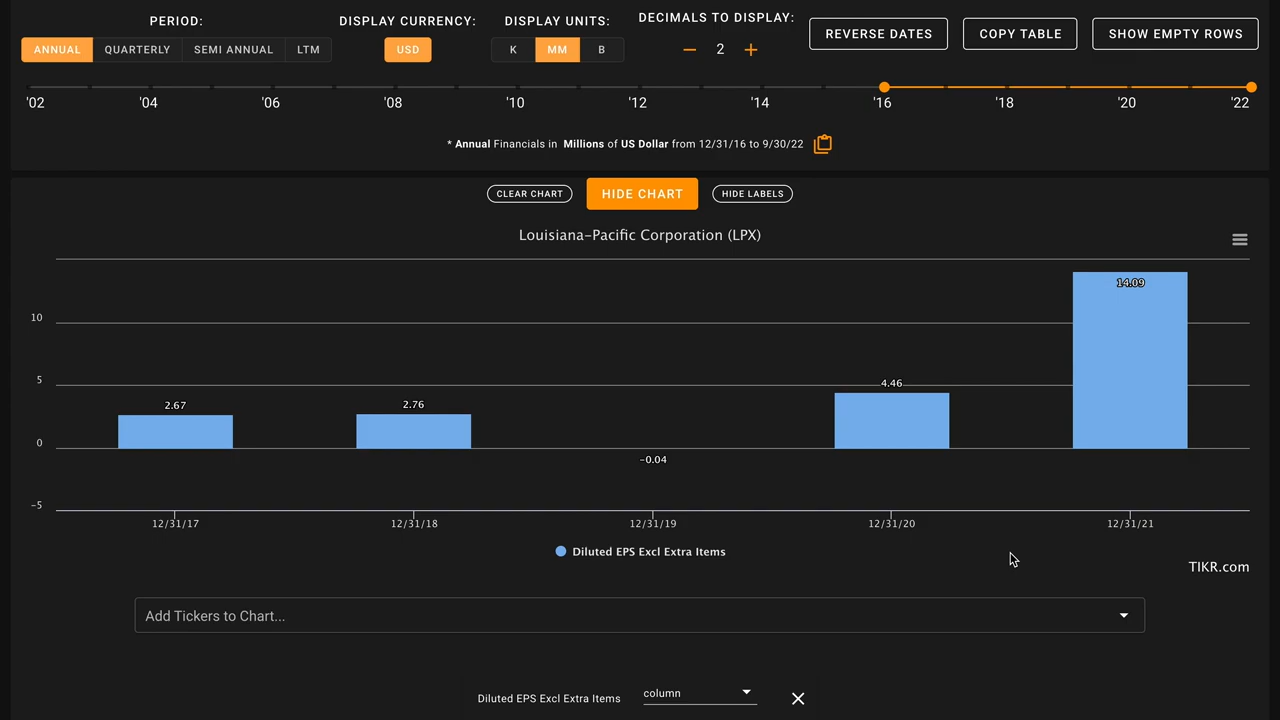 PERIOD: DISPLAY CURRENCY: DISPLAY UNITS: DECIMALS TO DISPLAY:
ANNUAL QUARTERLY SEMI ANNUAL LTM USD K MM B − 2 + REVERSE DATES COPY TABLE SHOW EMPTY ROWS
'02 '04 '06 '08 '10 '12 '14 '16 '18 '20 '22
* Annual Financials in Millions of US Dollar from 12/31/16 to 9/30/22
CLEAR CHART HIDE CHART HIDE LABELS
Louisiana-Pacific Corporation (LPX)
14.09
10
5
4.46
2.67 2.76
0
-0.04
-5
12/31/17 12/31/18 12/31/19 12/31/20 12/31/21
Diluted EPS Excl Extra Items
TIKR.com
Add Tickers to Chart...
Diluted EPS Excl Extra Items column